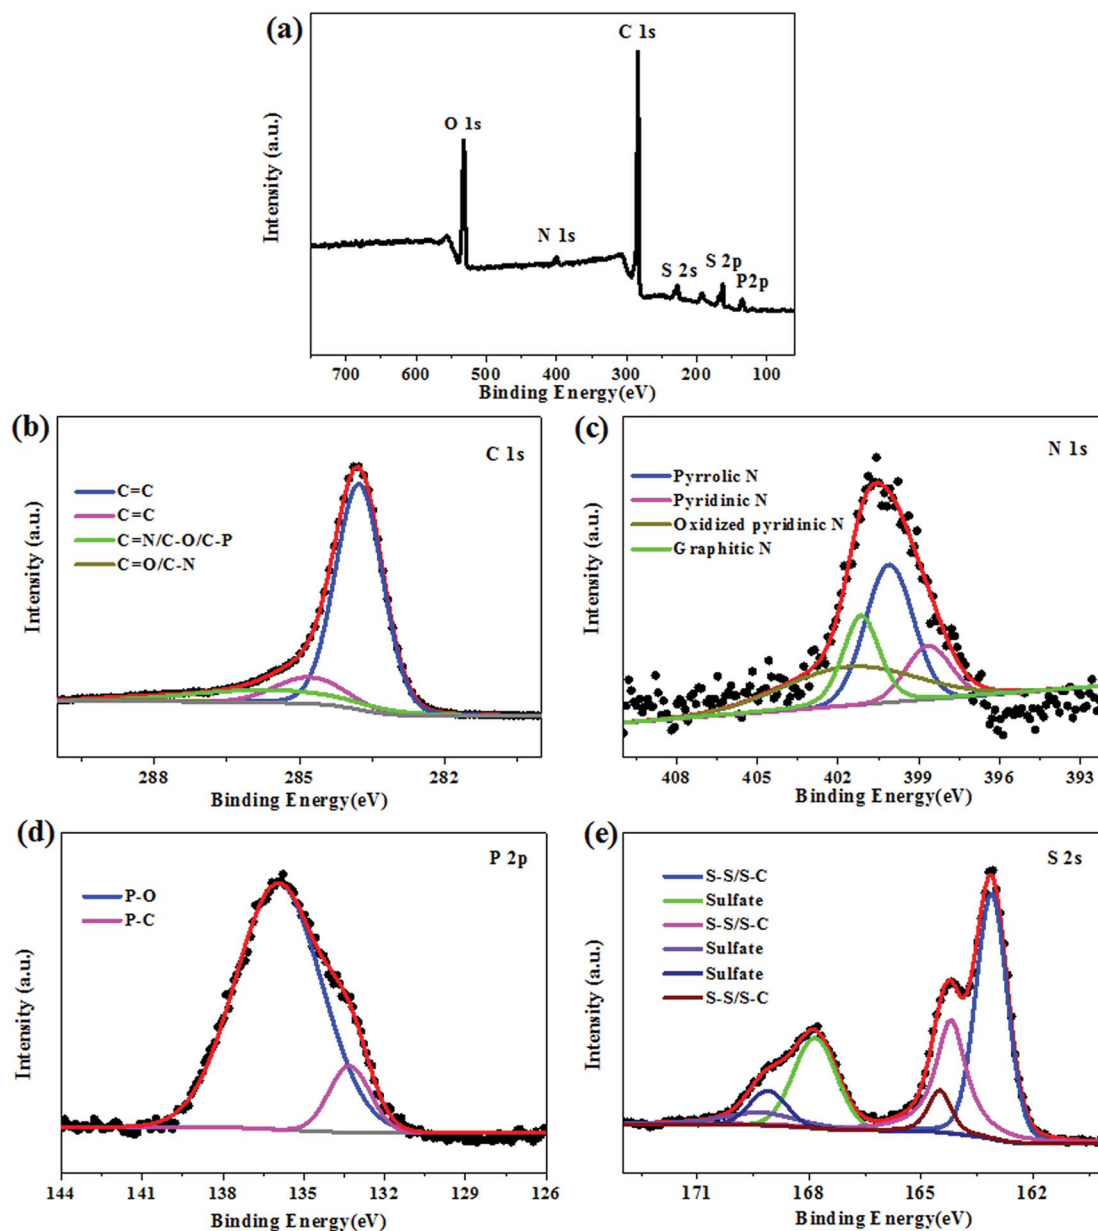 (a)
C 1s
O 1s
N 1s
S 2s
S 2p
P2p
Intensity (a.u.)
700 600 500 400 300 200 100
Binding Energy(eV)
(b)
C 1s
C=C
C=C
C=N/C-O/C-P
C=O/C-N
Intensity (a.u.)
288 285 282
Binding Energy(eV)
(c)
N 1s
Pyrrolic N
Pyridinic N
Oxidized pyridinic N
Graphitic N
Intensity (a.u.)
408 405 402 399 396 393
Binding Energy(eV)
(d)
P 2p
P-O
P-C
Intensity (a.u.)
144 141 138 135 132 129 126
Binding Energy(eV)
(e)
S 2s
S-S/S-C
Sulfate
S-S/S-C
Sulfate
Sulfate
S-S/S-C
Intensity (a.u.)
171 168 165 162
Binding Energy(eV)